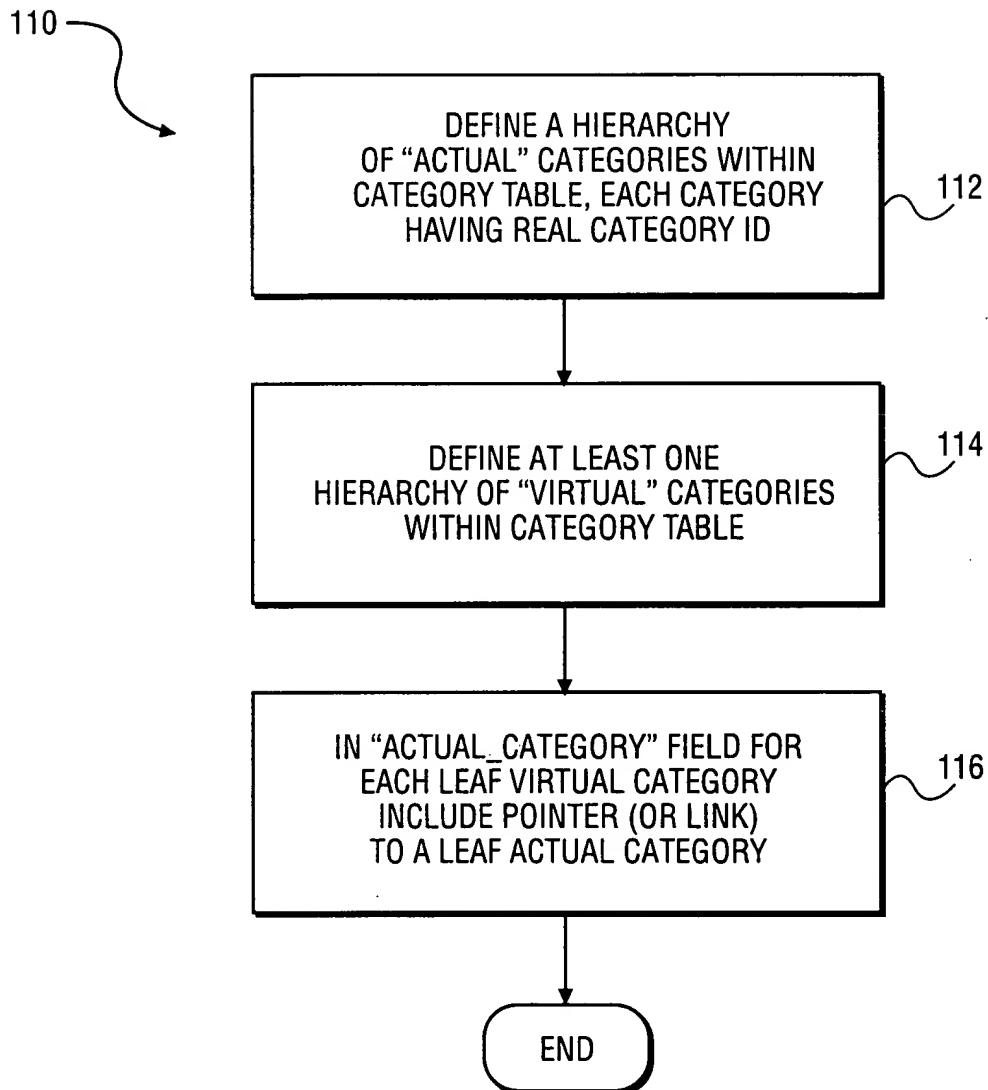 110
DEFINE A HIERARCHY
OF “ACTUAL” CATEGORIES WITHIN
CATEGORY TABLE, EACH CATEGORY
HAVING REAL CATEGORY ID
112
DEFINE AT LEAST ONE
HIERARCHY OF “VIRTUAL” CATEGORIES
WITHIN CATEGORY TABLE
114
IN “ACTUAL_CATEGORY” FIELD FOR
EACH LEAF VIRTUAL CATEGORY
INCLUDE POINTER (OR LINK)
TO A LEAF ACTUAL CATEGORY
116
END